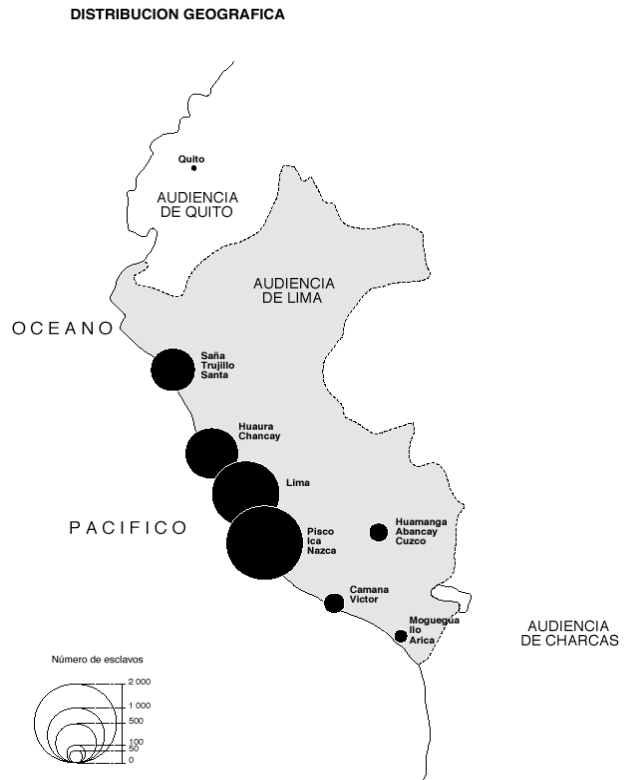 DISTRIBUCION GEOGRAFICA
Quito
AUDIENCIA
DE QUITO
AUDIENCIA
DE LIMA
OCEANO
Saña
Trujillo
Santa
Huaura
Chancay
Lima
PACIFICO
Pisco
Ica
Nazca
Huamanga
Abancay
Cuzco
Camana
Victor
Moguegua
Ilo
Arica
AUDIENCIA
DE CHARCAS
Número de esclavos
2 000
1 000
500
100
50
0